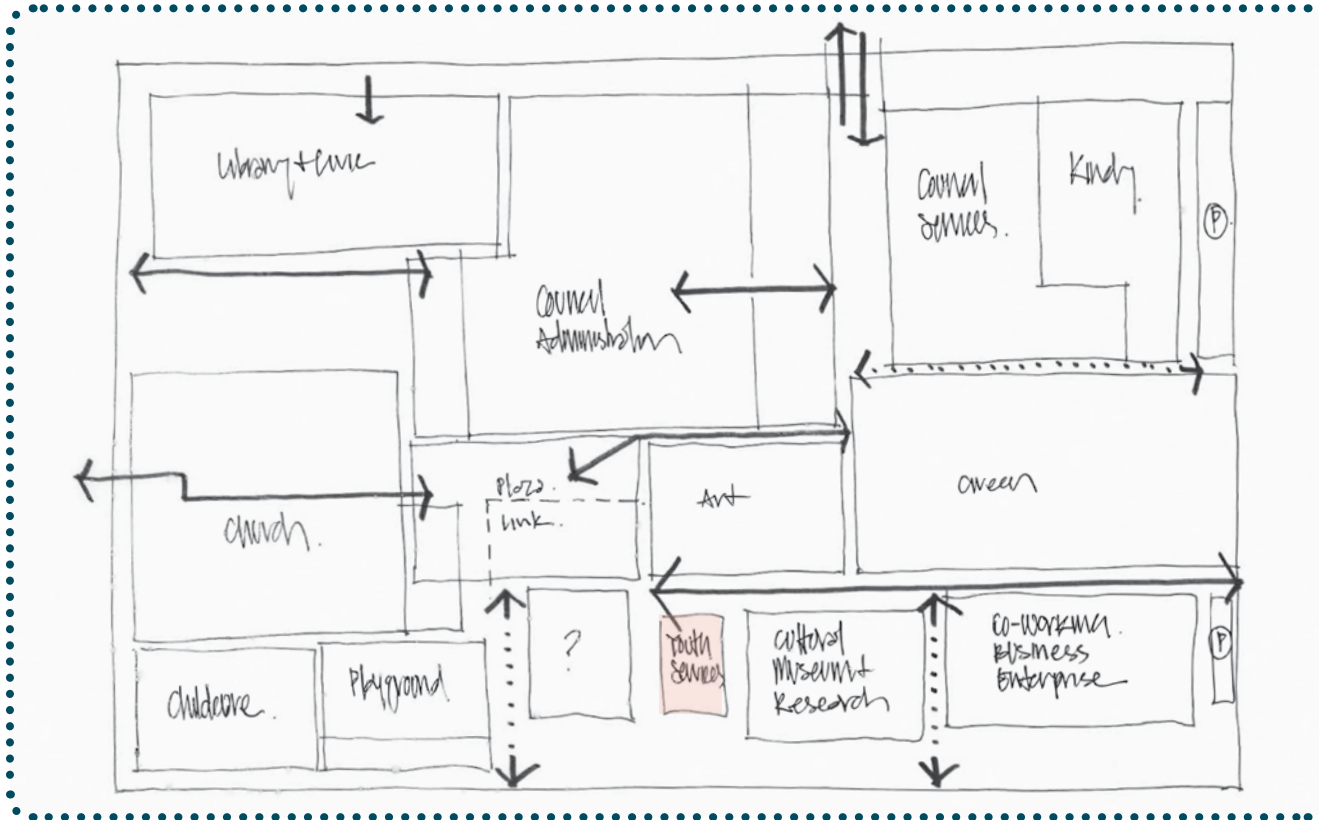 Library + Civic
Council
Services.
Kindy.
P
Council
Administration
Plaza.
Link.
Art
Green
Church.
?
Youth
Services
Cultural
Museum +
Research
Co-working.
Business
Enterprise
P
Childcare.
Playground